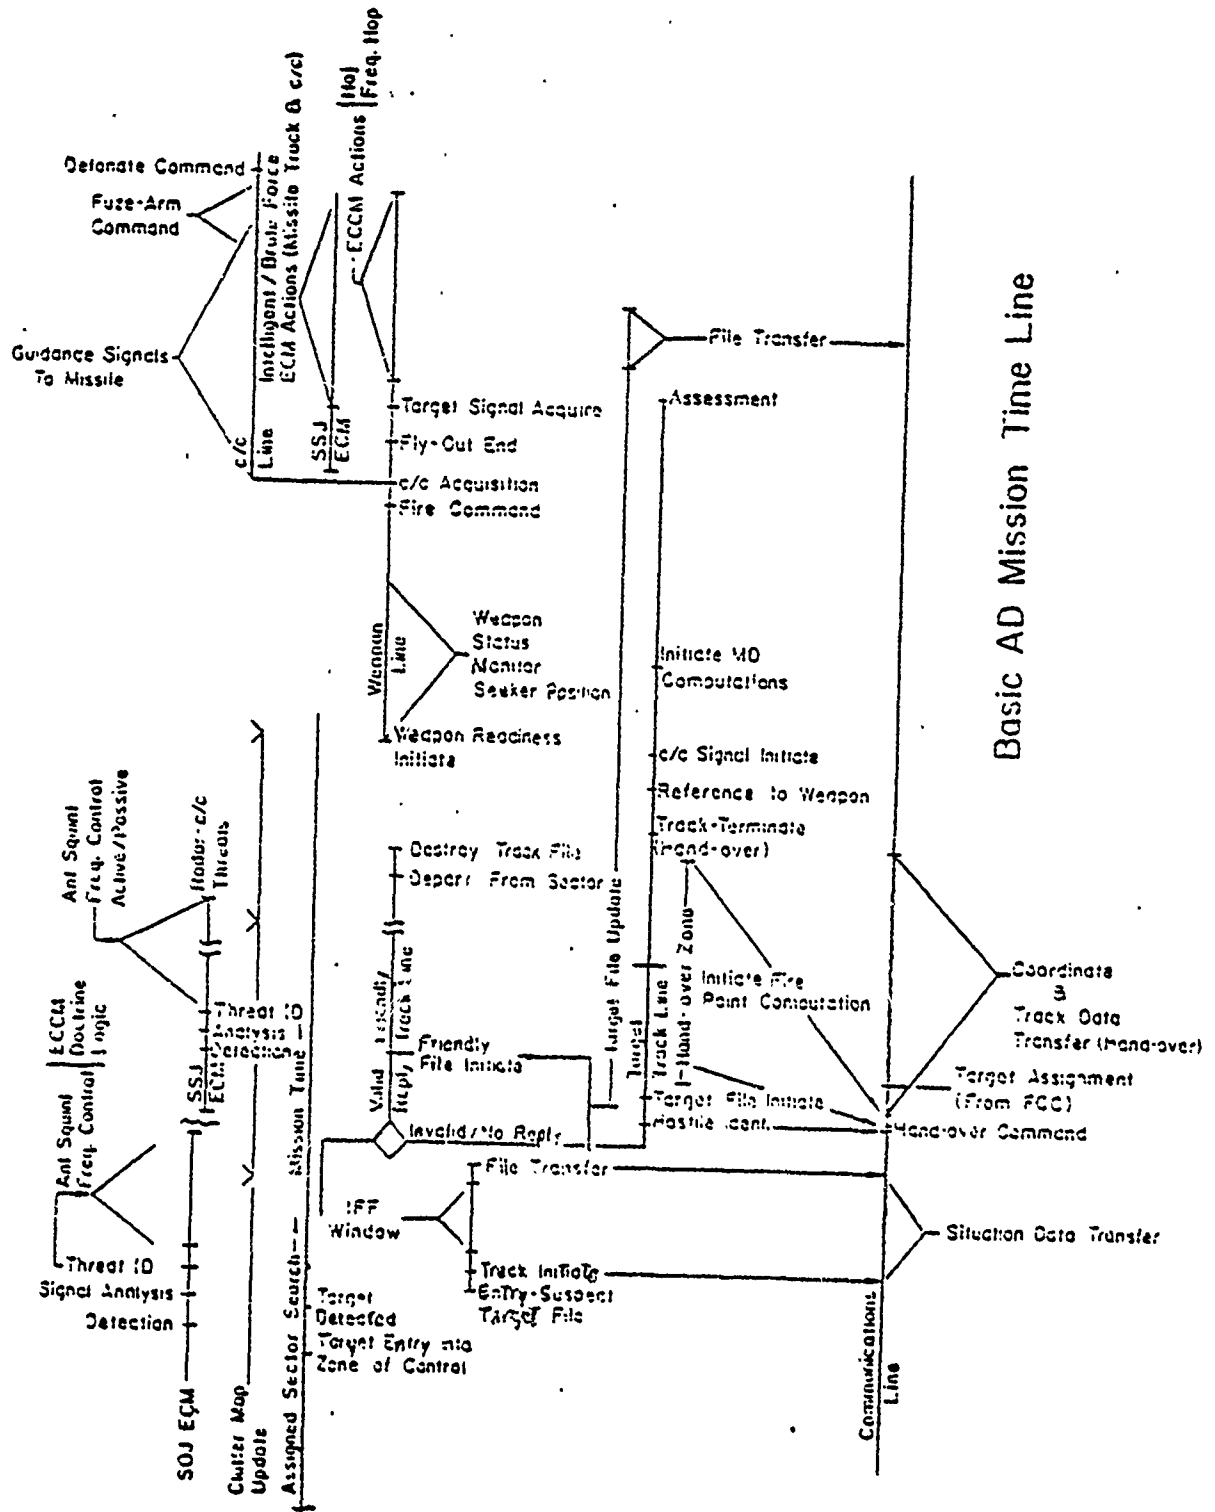 Detonate Command
Fuze-Arm
Command
Guidance Signals
To Missile
c/c
Line
Intelligent / Brute Force
ECM Actions (Missile Track & c/c)
SSJ
ECM
ECCM Actions
HoJ
Freq. Hop
Target Signal Acquire
Fly-Out End
c/c Acquisition
Fire Command
Weapon
Line
Weapon
Status
Monitor
Seeker Position
Weapon Readiness
Initiate
File Transfer
Assessment
Initiate MD
Computations
c/c Signal Initiate
Reference to Weapon
Track-Terminate
(Hand-over)
Hand-over Zone
Target File Update
Target
Track Line
Initiate Fire
Point Computation
Target File Initiate
Hostile Ident.
Ant Squint
Freq. Control
Active/Passive
Radar-c/c
Threats
Threat ID
Analysis
Detection
SSJ
ECM
Ant Squint
Freq. Control
ECCM
Doctrine
Logic
Threat ID
Signal Analysis
Detection
SOJ ECM
Clutter Map
Update
Assigned Sector Search
Mission Time
Target
Detected
Target Entry into
Zone of Control
Destroy Track File
Depart From Sector
Friendly
Track Line
Valid
Reply
Friendly
File Initiate
Invalid/No Reply
IFF
Window
File Transfer
Track Initiate
Entry-Suspect
Target File
Coordinate
&
Track Data
Transfer (Hand-over)
Target Assignment
(From FCC)
Hand-over Command
Situation Data Transfer
Communications
Line
Basic AD Mission Time Line